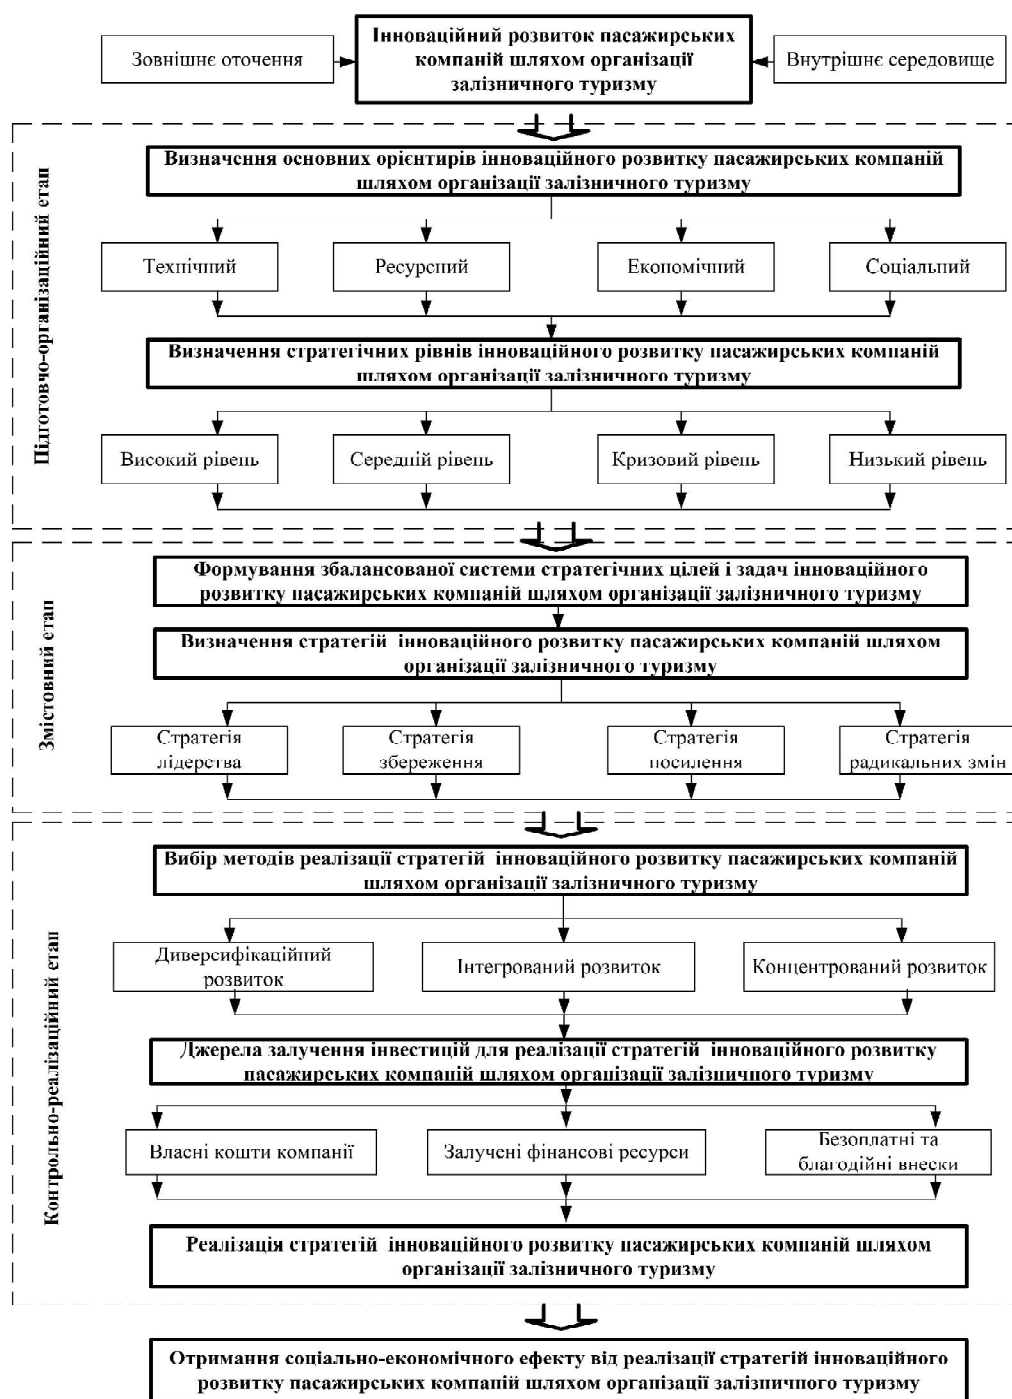 Інноваційний розвиток пасажирських
компаній шляхом організації
залізничного туризму
Зовнішнє оточення
Внутрішнє середовище
Підготовчо-організаційний етап
Визначення основних орієнтирів інноваційного розвитку пасажирських компаній
шляхом організації залізничного туризму
Технічний
Ресурсний
Економічний
Соціальний
Визначення стратегічних рівнів інноваційного розвитку пасажирських компаній
шляхом організації залізничного туризму
Високий рівень
Середній рівень
Кризовий рівень
Низький рівень
Змістовний етап
Формування збалансованої системи стратегічних цілей і задач інноваційного
розвитку пасажирських компаній шляхом організації залізничного туризму
Визначення стратегій інноваційного розвитку пасажирських компаній шляхом
організації залізничного туризму
Стратегія
лідерства
Стратегія
збереження
Стратегія
посилення
Стратегія
радикальних змін
Контрольно-реалізаційний етап
Вибір методів реалізації стратегій інноваційного розвитку пасажирських компаній
шляхом організації залізничного туризму
Диверсифікаційний
розвиток
Інтегрований розвиток
Концентрований розвиток
Джерела залучення інвестицій для реалізації стратегій інноваційного розвитку
пасажирських компаній шляхом організації залізничного туризму
Власні кошти компанії
Залучені фінансові ресурси
Безоплатні та
благодійні внески
Реалізація стратегій інноваційного розвитку пасажирських компаній шляхом
організації залізничного туризму
Отримання соціально-економічного ефекту від реалізації стратегій інноваційного
розвитку пасажирських компаній шляхом організації залізничного туризму